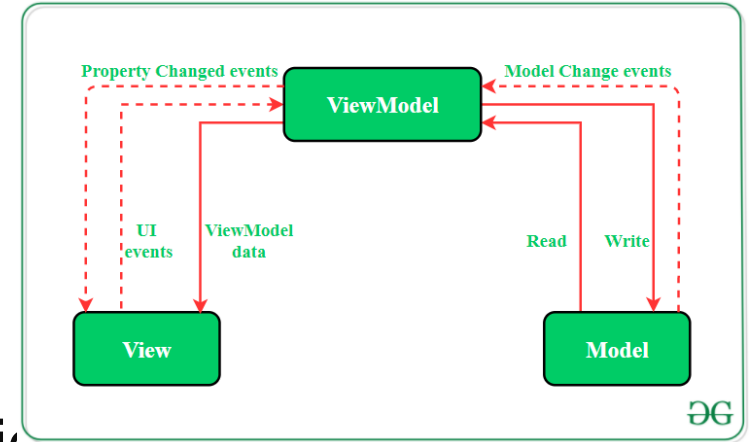 Property Changed events
Model Change events
ViewModel
UI
events
ViewModel
data
Read
Write
View
Model